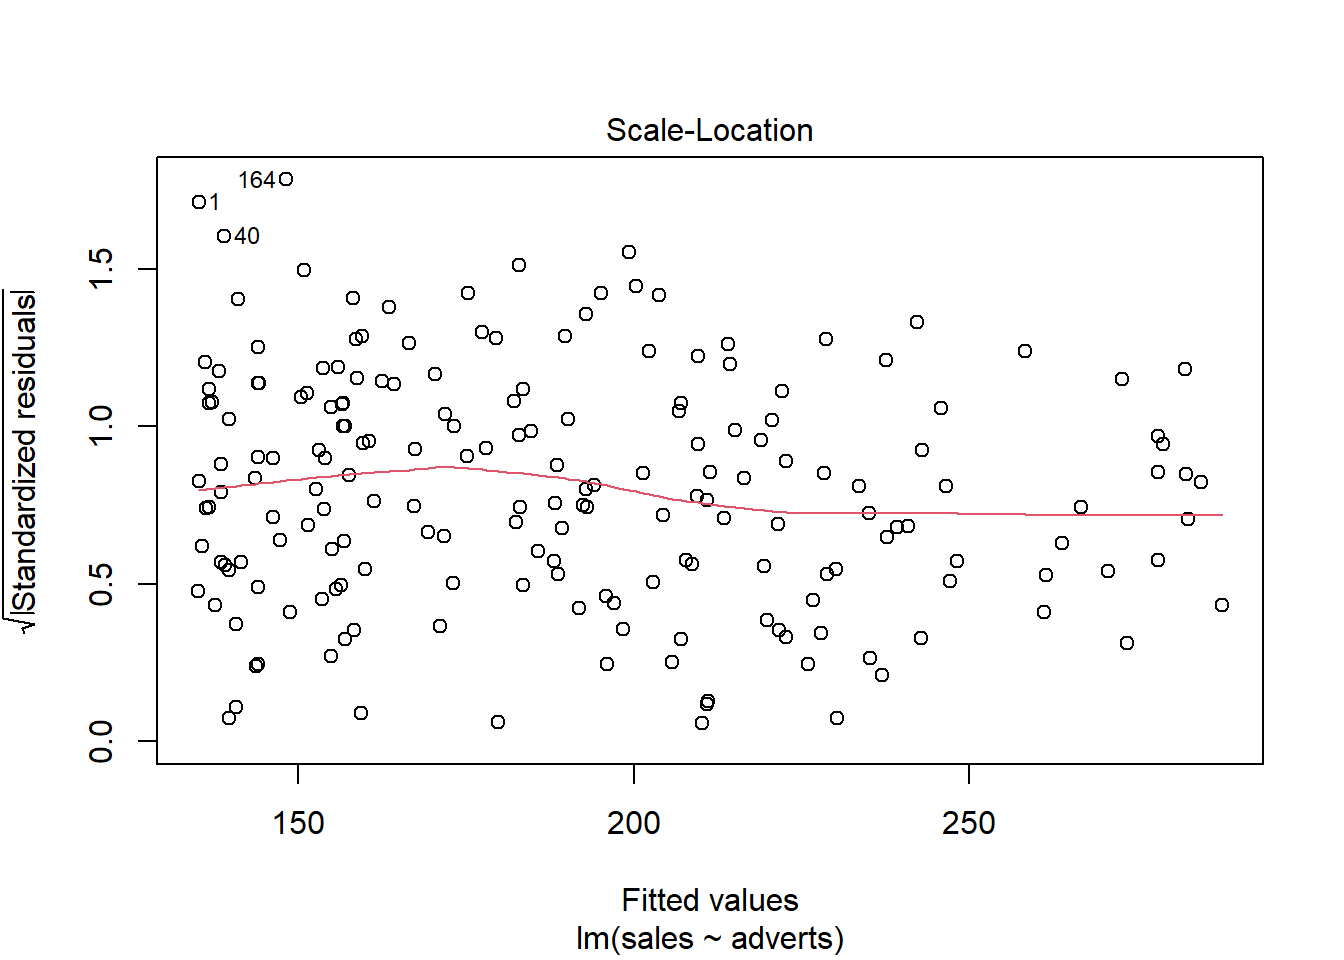 Scale-Location
164
1
40
√|Standardized residuals|
1.5
1.0
0.5
0.0
150 200 250
Fitted values
lm(sales ~ adverts)